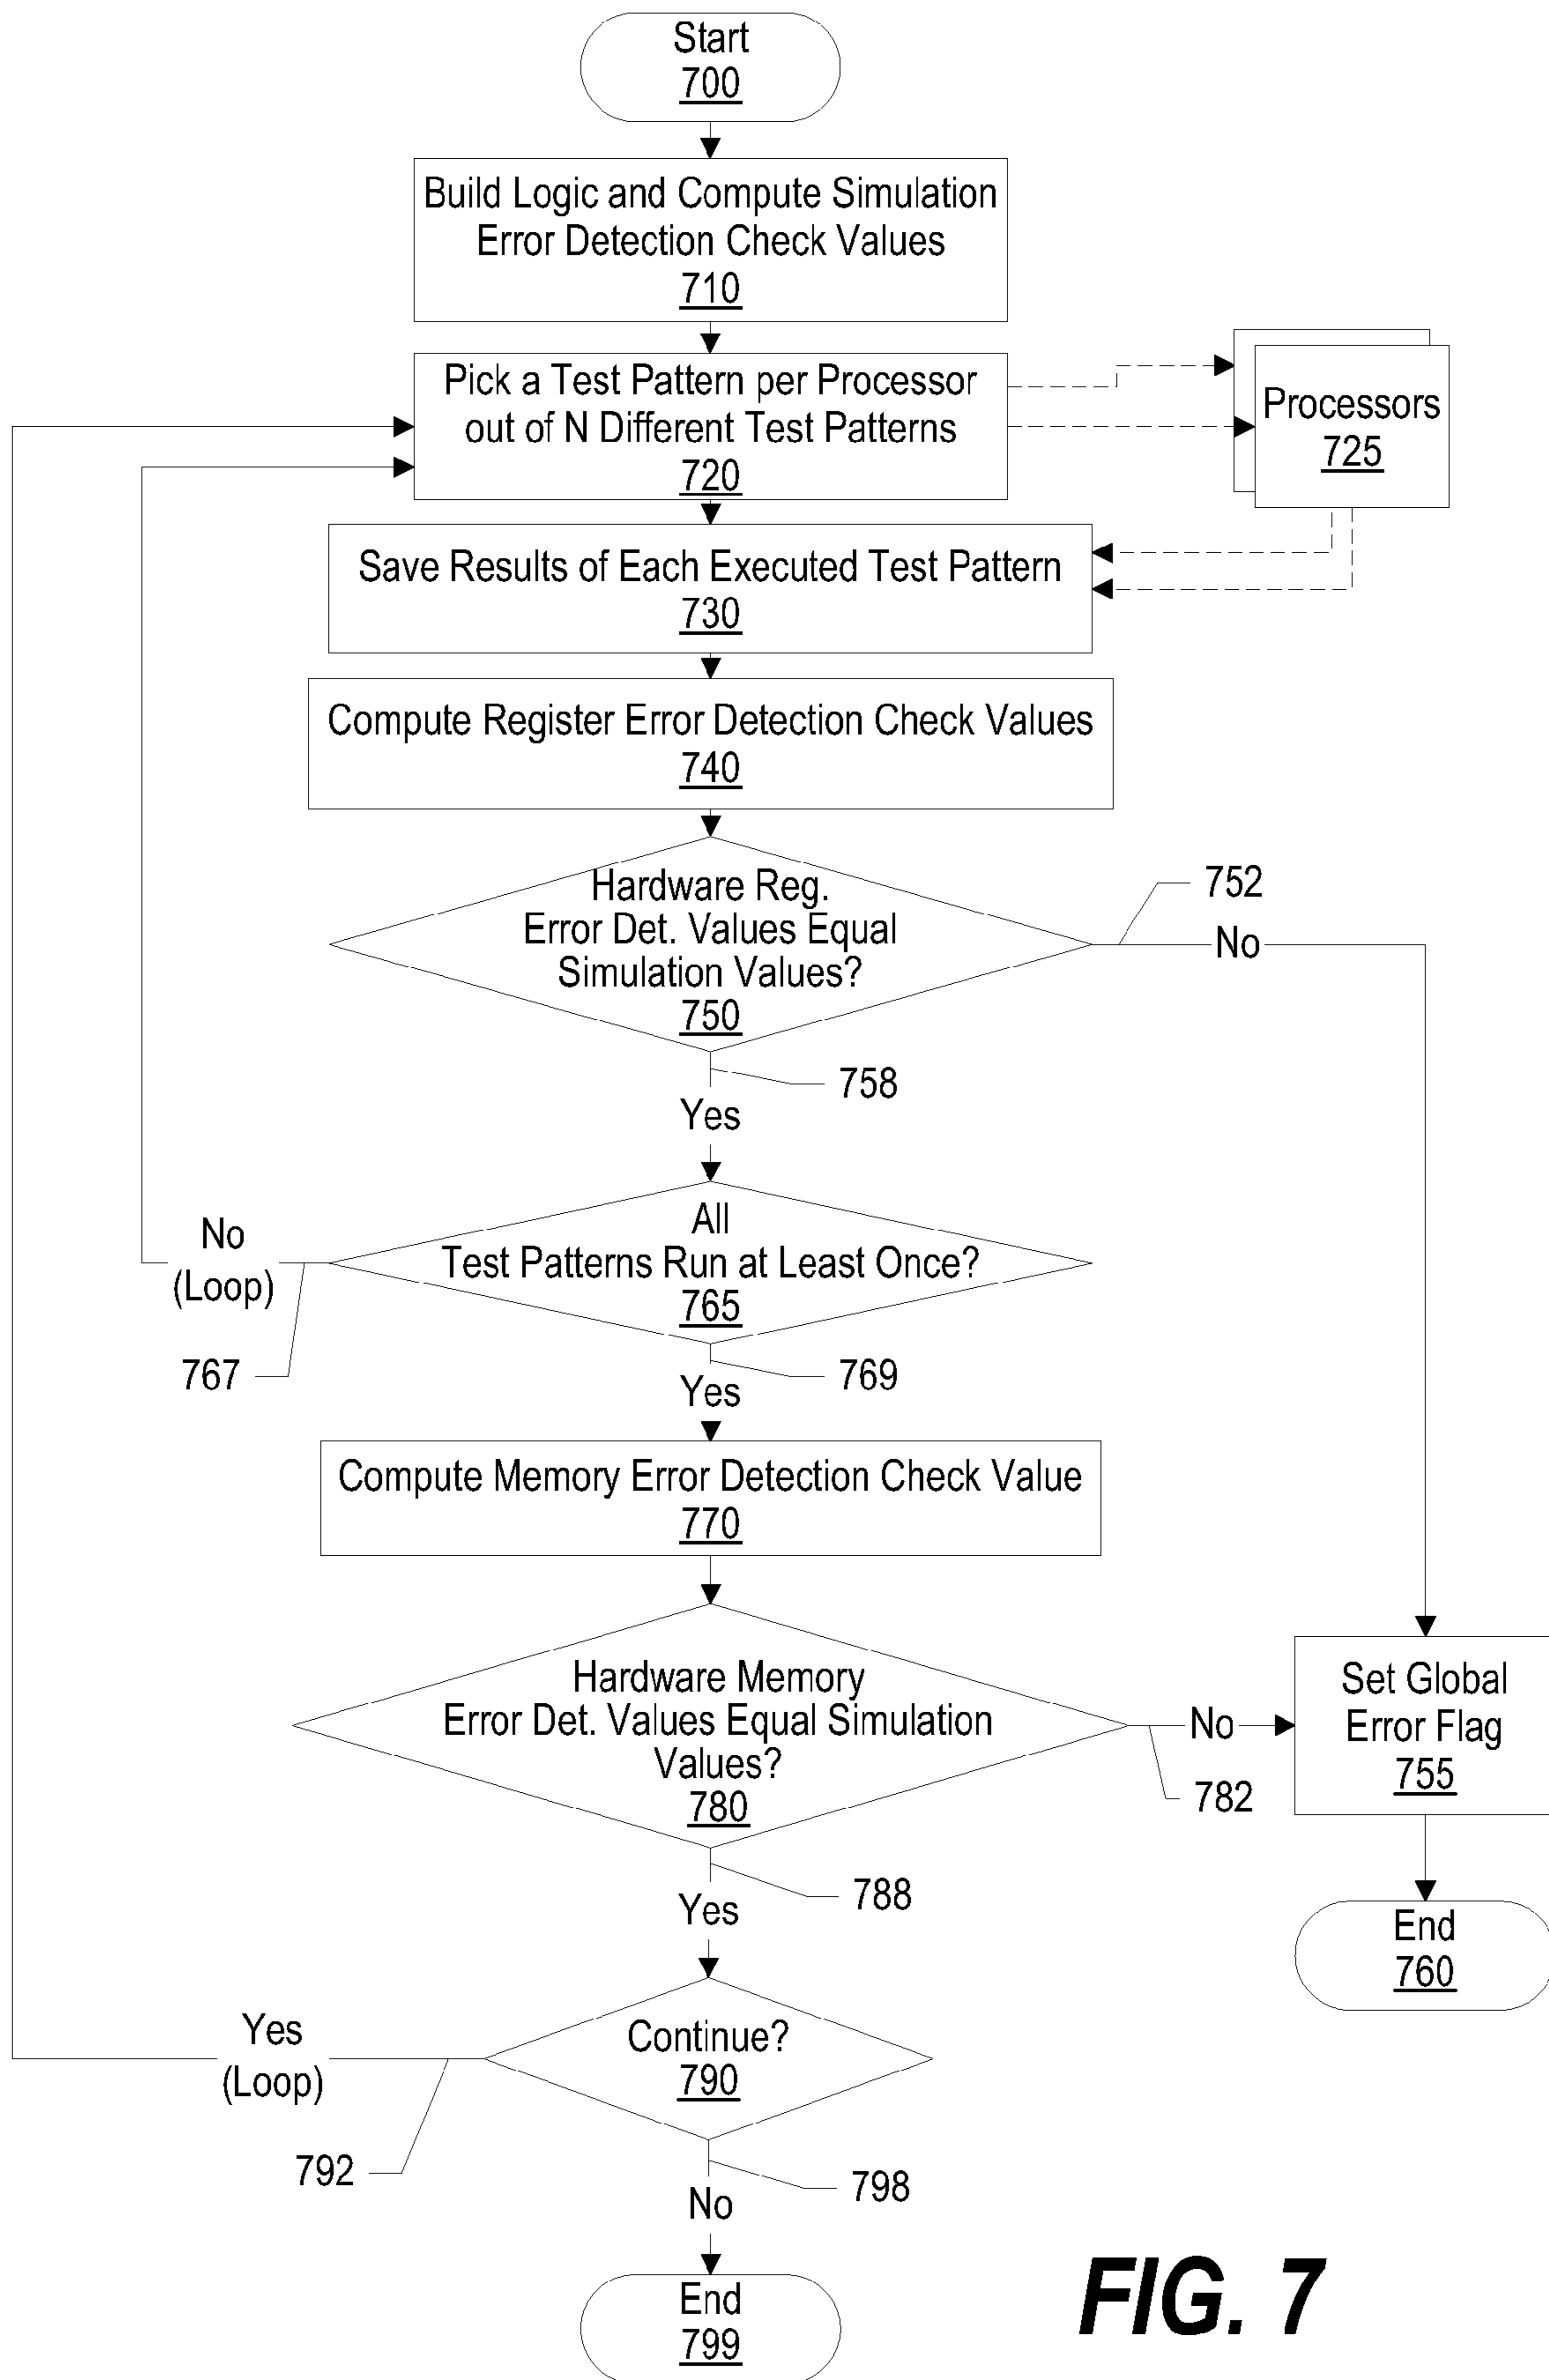 Start
700
Build Logic and Compute Simulation
Error Detection Check Values
710
Pick a Test Pattern per Processor
out of N Different Test Patterns
720
Processors
725
Save Results of Each Executed Test Pattern
730
Compute Register Error Detection Check Values
740
Hardware Reg.
Error Det. Values Equal
Simulation Values?
750
752
No
758
Yes
All
Test Patterns Run at Least Once?
765
No
(Loop)
767
769
Yes
Compute Memory Error Detection Check Value
770
Hardware Memory
Error Det. Values Equal Simulation
Values?
780
No
782
Set Global
Error Flag
755
End
760
788
Yes
Continue?
790
Yes
(Loop)
792
798
No
End
799
FIG. 7